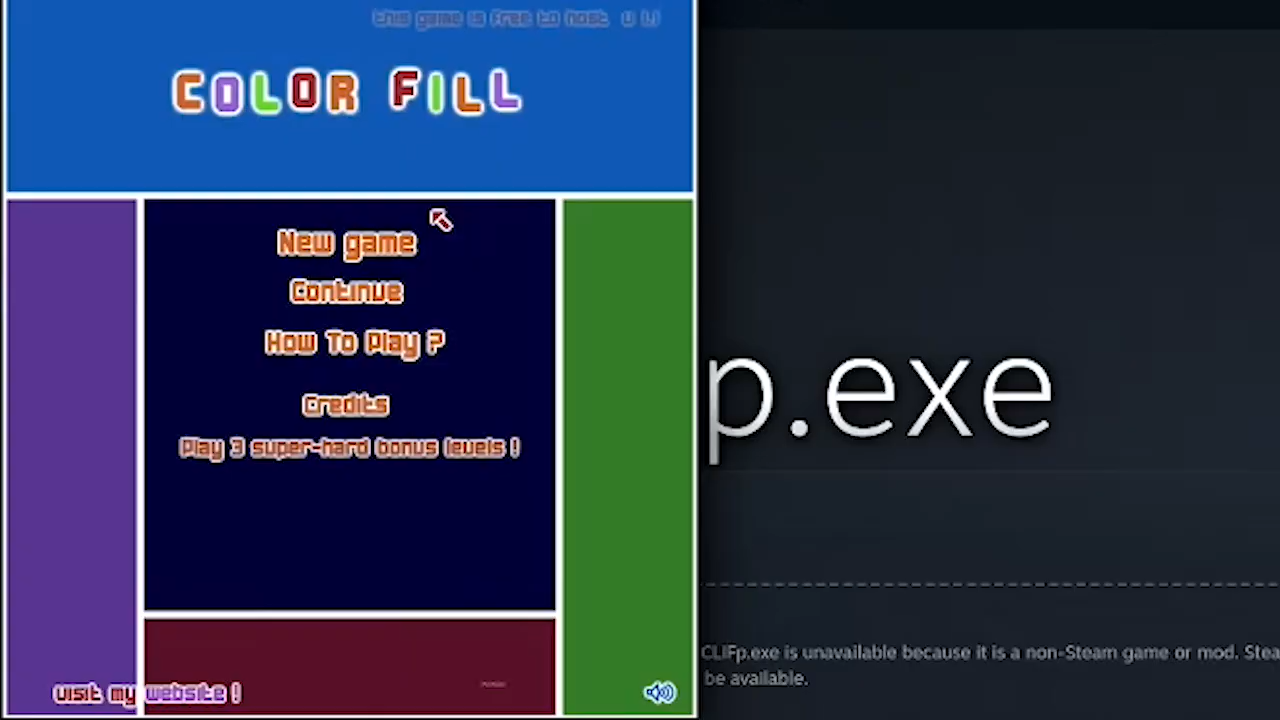 this game is free to host
COLOR FILL
New game
Continue
How To Play ?
Credits
Play 3 super-hard bonus levels !
visit my website !
p.exe
CLIFp.exe is unavailable because it is a non-Steam game or mod. Stea
be available.